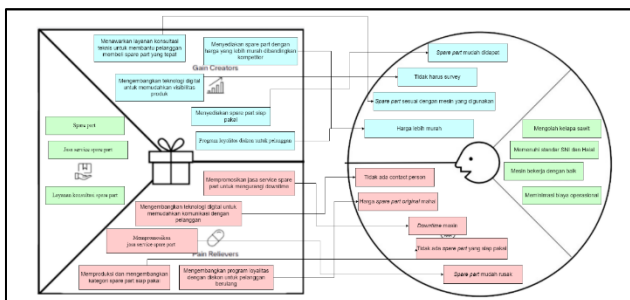 Menawarkan layanan konsultasi
teknis untuk membantu pelanggan
membeli spare part yang tepat
Menyediakan spare part dengan
harga yang lebih murah dibandingkan
kompetitor
Gain Creators
Mengembangkan teknologi digital
untuk memudahkan visibilitas
produk
Menyediakan spare part siap
pakai
Program loyalitas diskon untuk pelanggan
Spare part
Jasa service spare part
Layanan konsultasi spare part
Mempromosikan jasa service spare
part untuk mengurangi downtime
Mengembangkan teknologi digital untuk
memudahkan komunikasi dengan
pelanggan
Mempromosikan
jasa service spare part
Pain Relievers
Memproduksi dan mengembangkan
kategori spare part siap pakai
Mengembangkan program loyalitas
dengan diskon untuk pelanggan
berulang
Spare part mudah didapat
Tidak harus survey
Spare part sesuai dengan mesin yang digunakan
Harga lebih murah
Mengolah kelapa sawit
Memenuhi standar SNI dan Halal
Mesin bekerja dengan baik
Meminimasi biaya operasional
Tidak ada contact person
Harga spare part original mahal
Downtime mesin
Tidak ada spare part yang siap pakai
Spare part mudah rusak